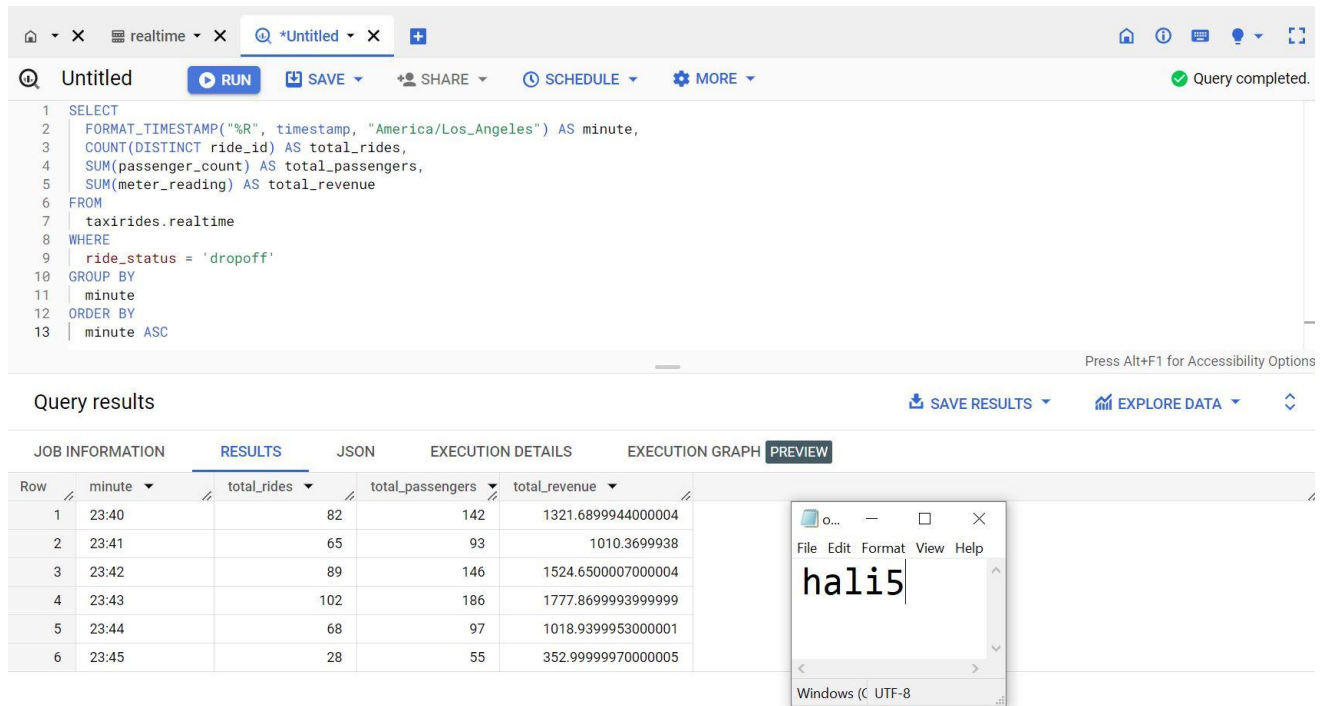 realtime *Untitled
Untitled RUN SAVE SHARE SCHEDULE MORE Query completed.
1 SELECT
2 FORMAT_TIMESTAMP("%R", timestamp, "America/Los_Angeles") AS minute,
3 COUNT(DISTINCT ride_id) AS total_rides,
4 SUM(passenger_count) AS total_passengers,
5 SUM(meter_reading) AS total_revenue
6 FROM
7 taxirides.realtime
8 WHERE
9 ride_status = 'dropoff'
10 GROUP BY
11 minute
12 ORDER BY
13 minute ASC
Press Alt+F1 for Accessibility Options
Query results SAVE RESULTS EXPLORE DATA
JOB INFORMATION RESULTS JSON EXECUTION DETAILS EXECUTION GRAPH PREVIEW
Row minute total_rides total_passengers total_revenue
1 23:40 82 142 1321.6899944000004
2 23:41 65 93 1010.3699938
3 23:42 89 146 1524.6500007000004
4 23:43 102 186 1777.8699993999999
5 23:44 68 97 1018.9399953000001
6 23:45 28 55 352.99999970000005
o...
File Edit Format View Help
hali5
Windows (C UTF-8